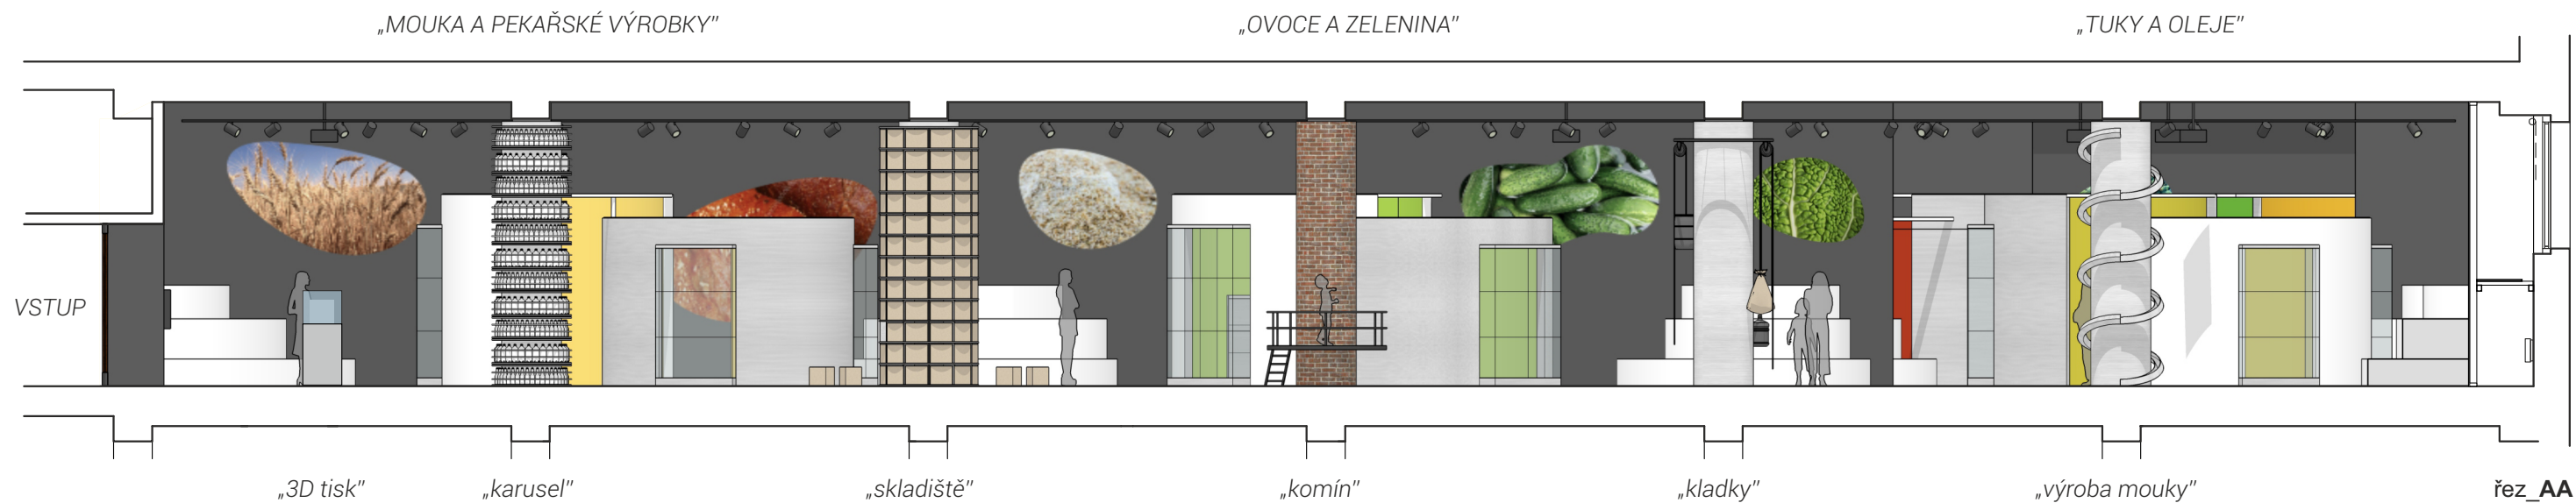 „MOUKA A PEKAŘSKÉ VÝROBKY"
„OVOCE A ZELENINA"
„TUKY A OLEJE"
VSTUP
„3D tisk"
„karusel"
„skladiště"
„komín"
„kladky"
„výroba mouky"
řez_AA